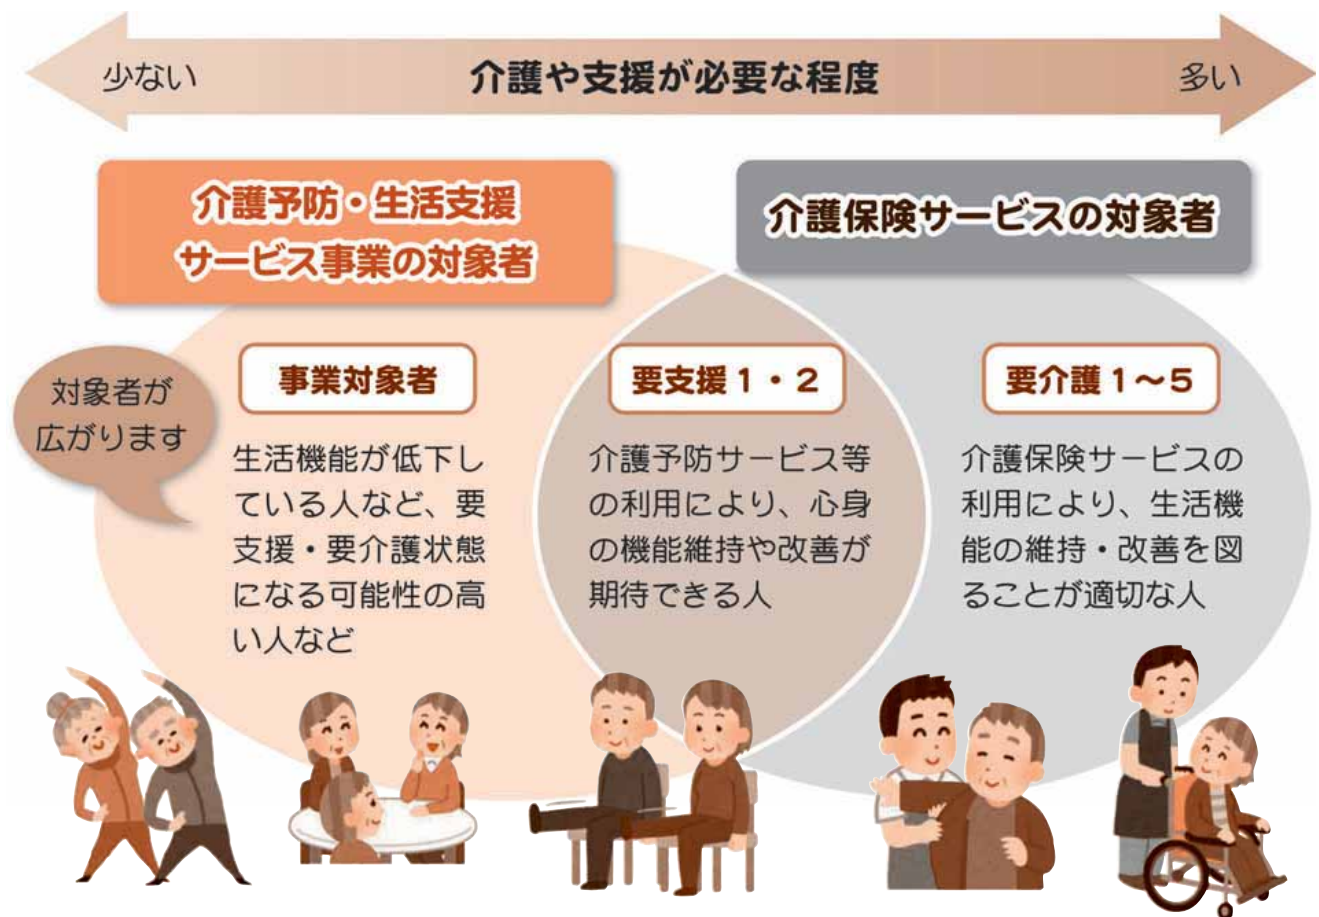 少ない
介護や支援が必要な程度
多い
介護予防・生活支援
サービス事業の対象者
介護保険サービスの対象者
対象者が
広がります
事業対象者
生活機能が低下し
ている人など、要
支援・要介護状態
になる可能性の高
い人など
要支援1・2
介護予防サービス等
の利用により、心身
の機能維持や改善が
期待できる人
要介護1~5
介護保険サービスの
利用により、生活機
能の維持・改善を図
ることが適切な人